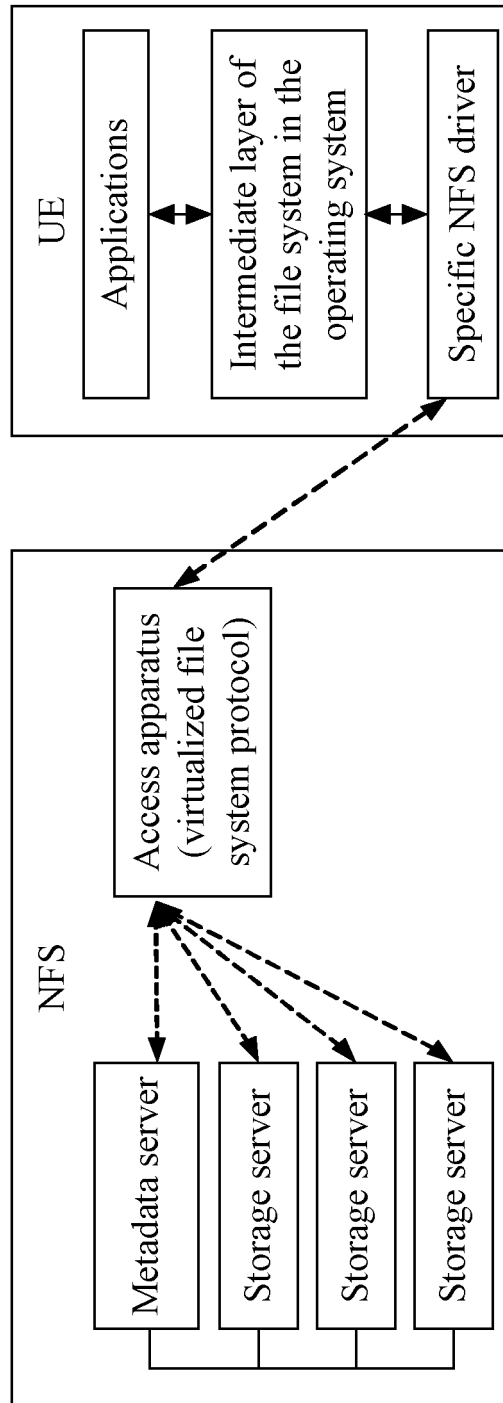 NFS
Metadata server
Storage server
Storage server
Storage server
Access apparatus
(virtualized file
system protocol)
UE
Applications
Intermediate layer of
the file system in the
operating system
Specific NFS driver